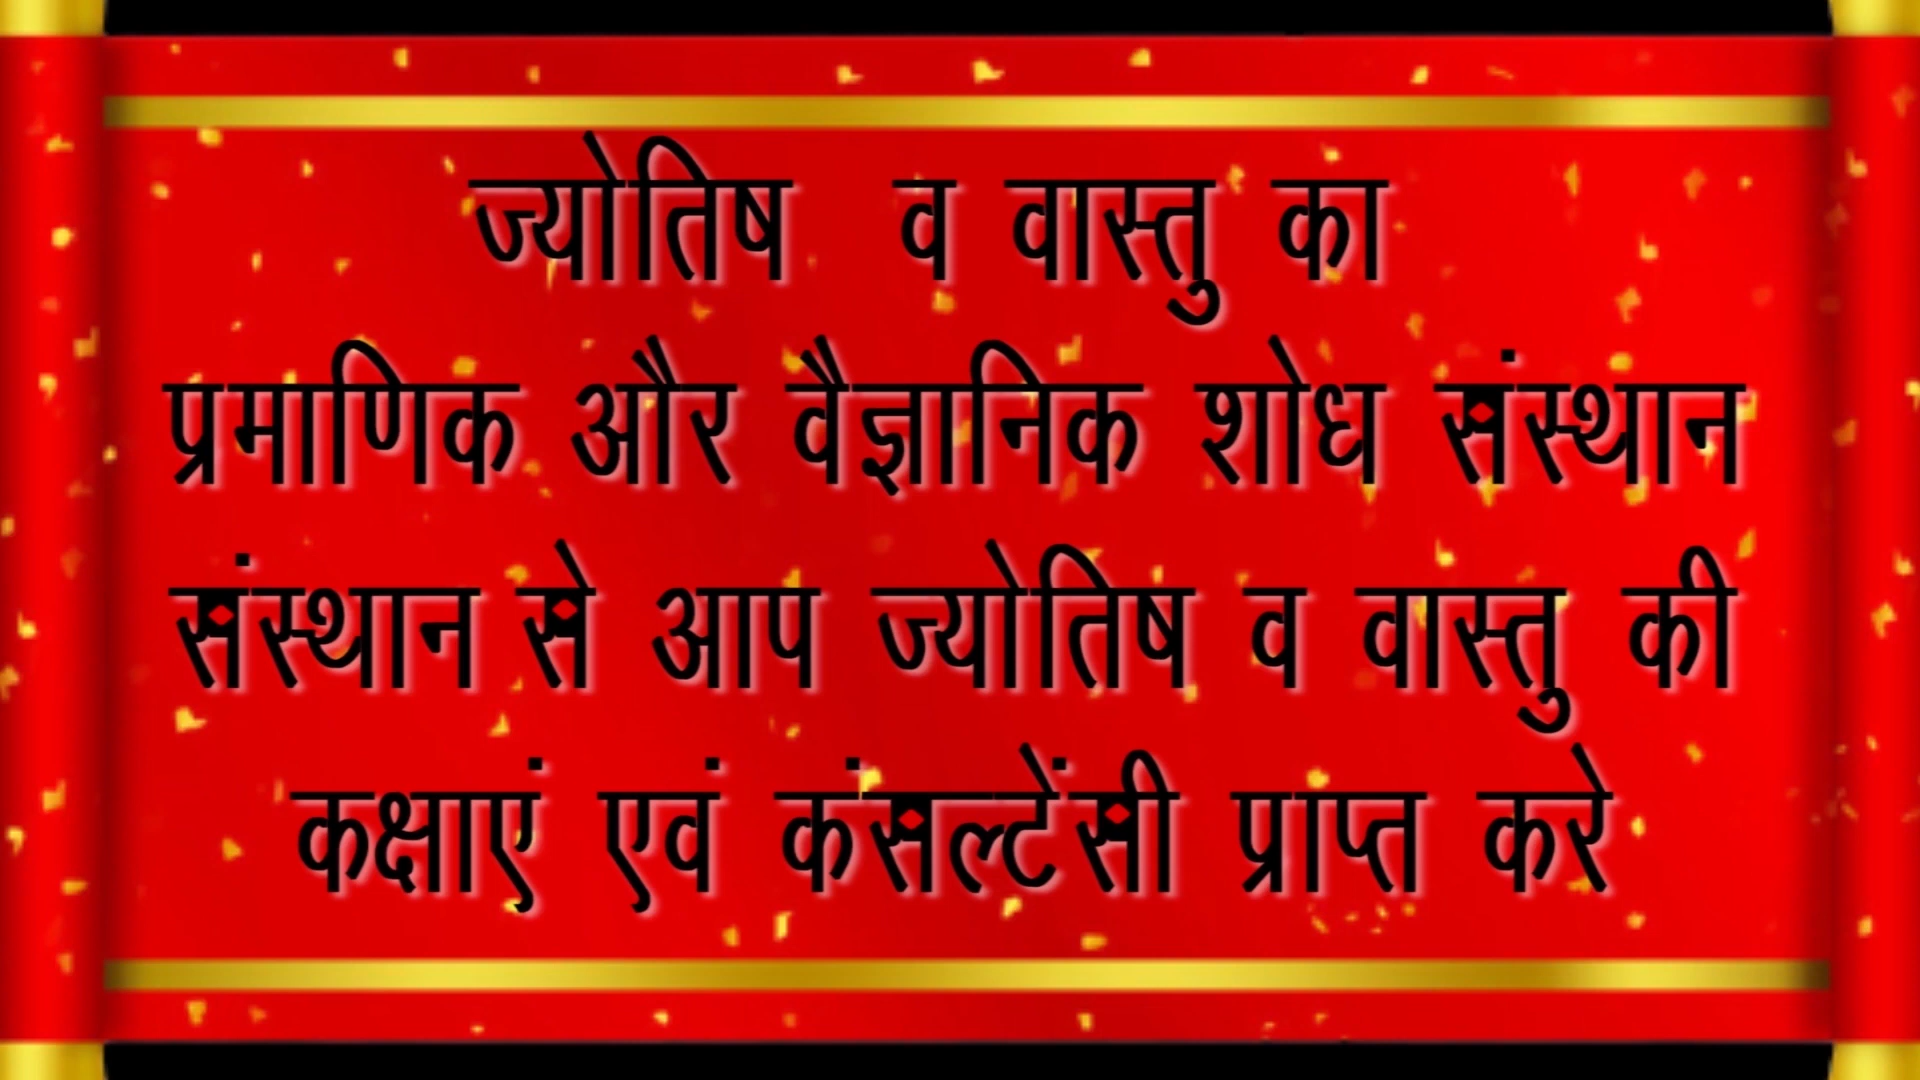 ज्योतिष व वास्तु का
प्रमाणिक और वैज्ञानिक शोध संस्थान
संस्थान से आप ज्योतिष व वास्तु की
कक्षाएं एवं कंसल्टेंसी प्राप्त करे